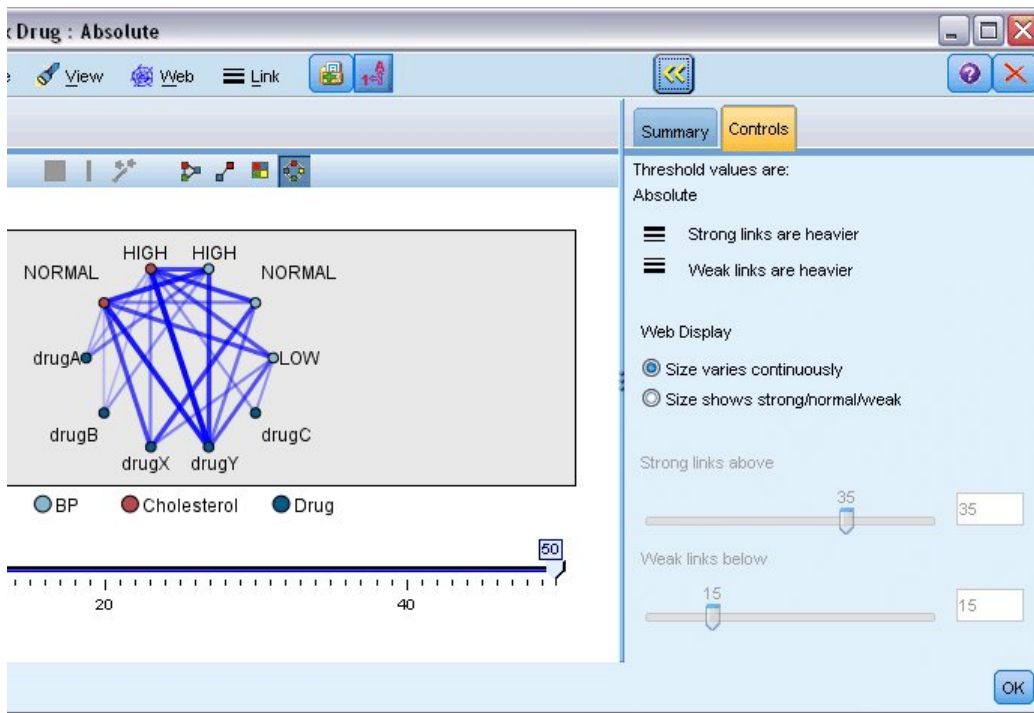 x Drug : Absolute
e View Web Link
Summary Controls
Threshold values are:
Absolute
Strong links are heavier
Weak links are heavier
Web Display
Size varies continuously
Size shows strong/normal/weak
Strong links above
35
35
Weak links below
15
15
OK
HIGH HIGH
NORMAL NORMAL
drugA LOW
drugB drugC
drugX drugY
BP Cholesterol Drug
50
20 40